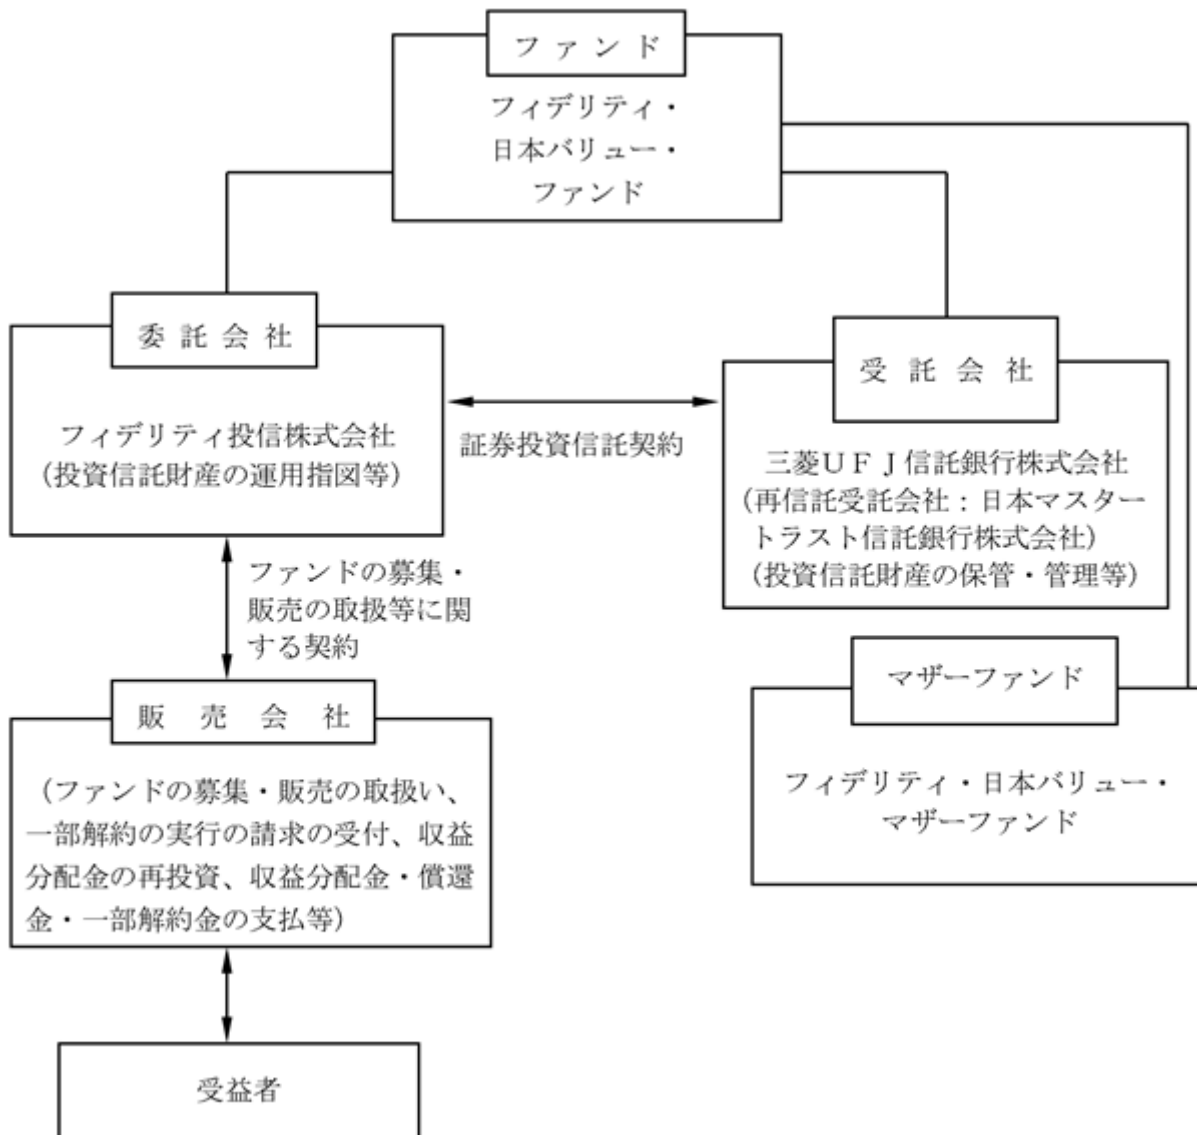 ファンド
フィデリティ・
日本バリュー・
ファンド
委託会社
フィデリティ投信株式会社
(投資信託財産の運用指図等)
証券投資信託契約
受託会社
三菱UFJ信託銀行株式会社
(再信託受託会社:日本マスター
トラスト信託銀行株式会社)
(投資信託財産の保管・管理等)
ファンドの募集・
販売の取扱等に関
する契約
マザーファンド
フィデリティ・日本バリュー・
マザーファンド
販売会社
(ファンドの募集・販売の取扱い、
一部解約の実行の請求の受付、収益
分配金の再投資、収益分配金・償還
金・一部解約金の支払等)
受益者